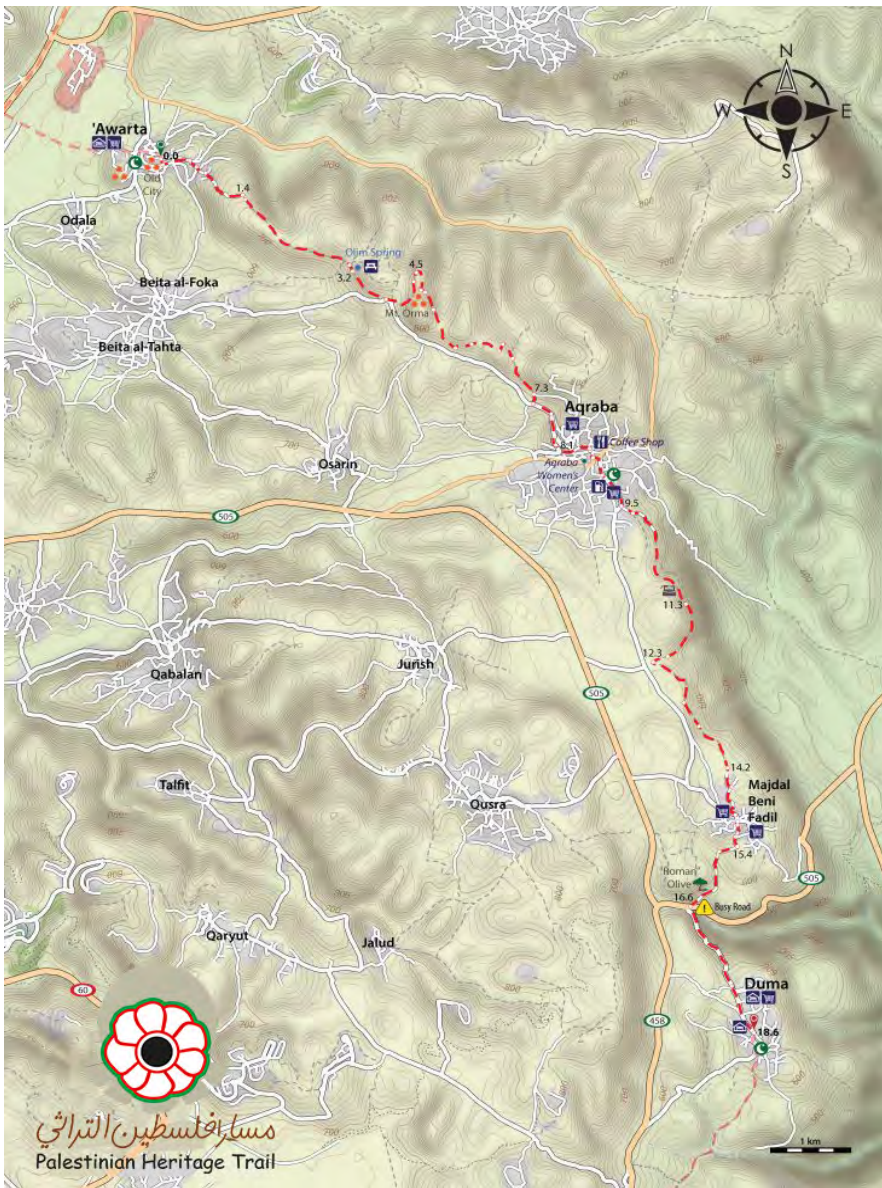 N
W
E
S
'Awarta
0.0
Old
City
1.4
Odala
Spring
3.2
4.5
Beita al-Foka
Mt. Orma
Beita al-Tahta
7.3
Aqraba
8.1
Coffee Shop
Aqraba
Women's
Center
Osarin
9.5
505
11.3
12.3
Jurish
Qabalan
505
14.2
Talfit
Majdal
Beni
Fadil
Qusra
15.4
'Roman'
Olive
505
16.6
!
Busy Road
Qaryut
Jalud
60
Duma
458
18.6
مسار فلسطين التراثي
Palestinian Heritage Trail
1 km